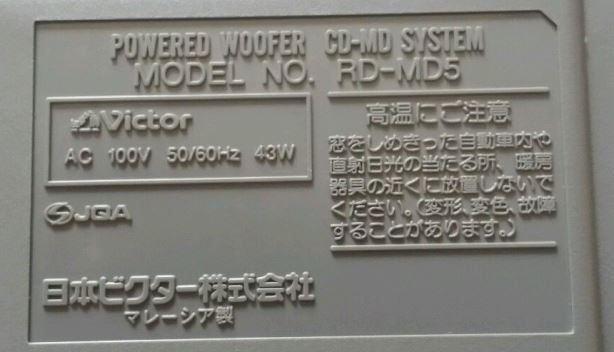 POWERED WOOFER CD-MD SYSTEM
MODEL NO. RD-MD5
Victor
AC 100V 50/60Hz 43W
JQA
日本ビクター株式会社
マレーシア製
高温にご注意
窓をしめきった自動車内や
直射日光の当たる所、暖房
器具の近くに放置しないで
ください。(変形、変色、故障
することがあります。)